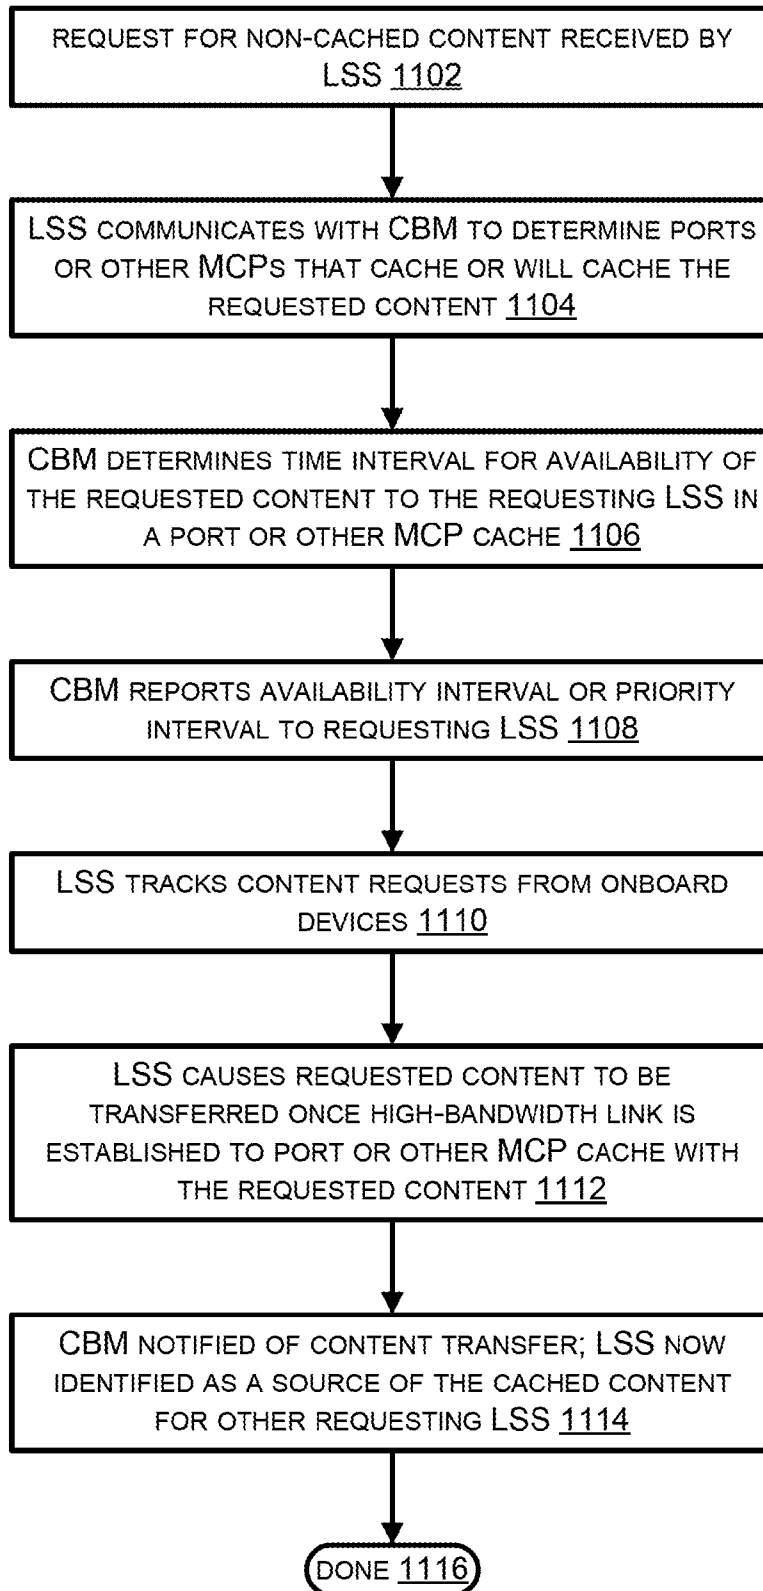 REQUEST FOR NON-CACHED CONTENT RECEIVED BY
LSS 1102
LSS COMMUNICATES WITH CBM TO DETERMINE PORTS
OR OTHER MCPS THAT CACHE OR WILL CACHE THE
REQUESTED CONTENT 1104
CBM DETERMINES TIME INTERVAL FOR AVAILABILITY OF
THE REQUESTED CONTENT TO THE REQUESTING LSS IN
A PORT OR OTHER MCP CACHE 1106
CBM REPORTS AVAILABILITY INTERVAL OR PRIORITY
INTERVAL TO REQUESTING LSS 1108
LSS TRACKS CONTENT REQUESTS FROM ONBOARD
DEVICES 1110
LSS CAUSES REQUESTED CONTENT TO BE
TRANSFERRED ONCE HIGH-BANDWIDTH LINK IS
ESTABLISHED TO PORT OR OTHER MCP CACHE WITH
THE REQUESTED CONTENT 1112
CBM NOTIFIED OF CONTENT TRANSFER; LSS NOW
IDENTIFIED AS A SOURCE OF THE CACHED CONTENT
FOR OTHER REQUESTING LSS 1114
DONE 1116